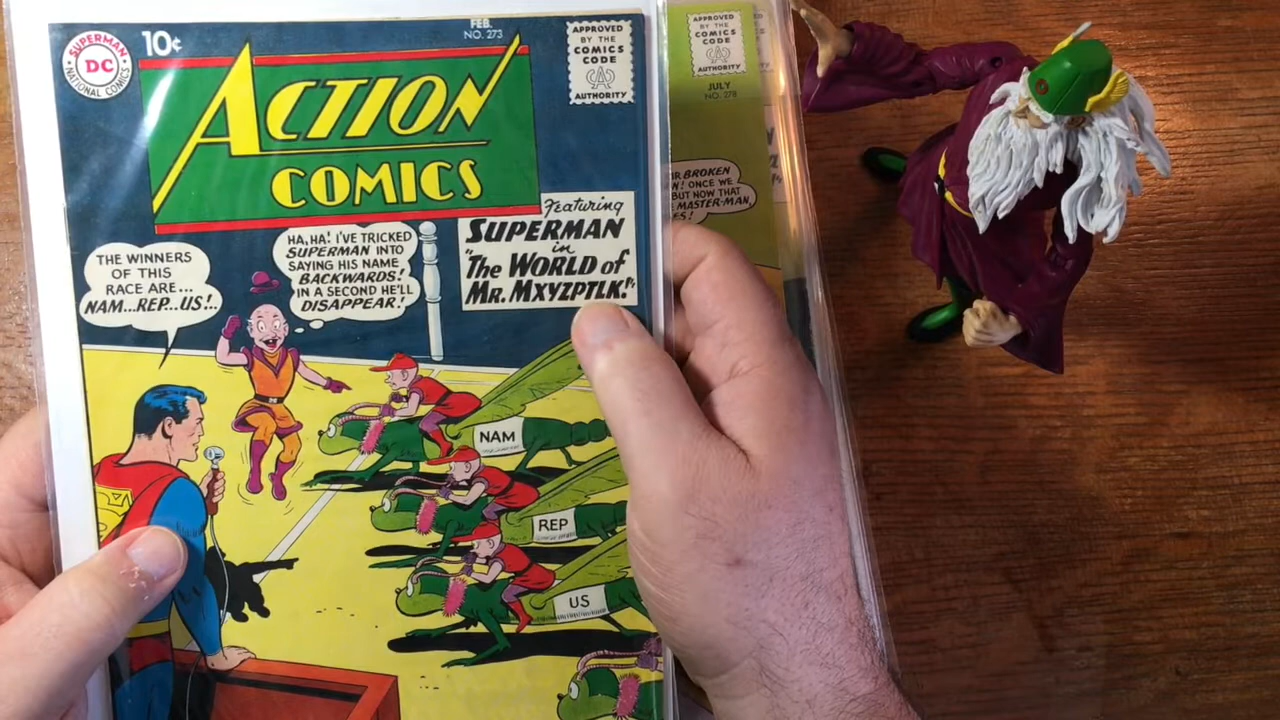 SUPERMAN
DC
NATIONAL COMICS
10¢
FEB.
NO. 273
APPROVED
BY THE
COMICS
CODE
CA
AUTHORITY
ACTION
COMICS
Featuring
SUPERMAN
in
"The WORLD of
MR. MXYZPTLK!"
THE WINNERS
OF THIS
RACE ARE...
NAM...REP...US!..
HA, HA! I'VE TRICKED
SUPERMAN INTO
SAYING HIS NAME
BACKWARDS!
IN A SECOND HE'LL
DISAPPEAR!
NAM
REP
US
APPROVED
BY THE
COMICS
CODE
CA
AUTHORITY
JULY
NO. 278
BROKEN
N! ONCE WE
BUT NOW THAT
MASTER-MAN,
ES!